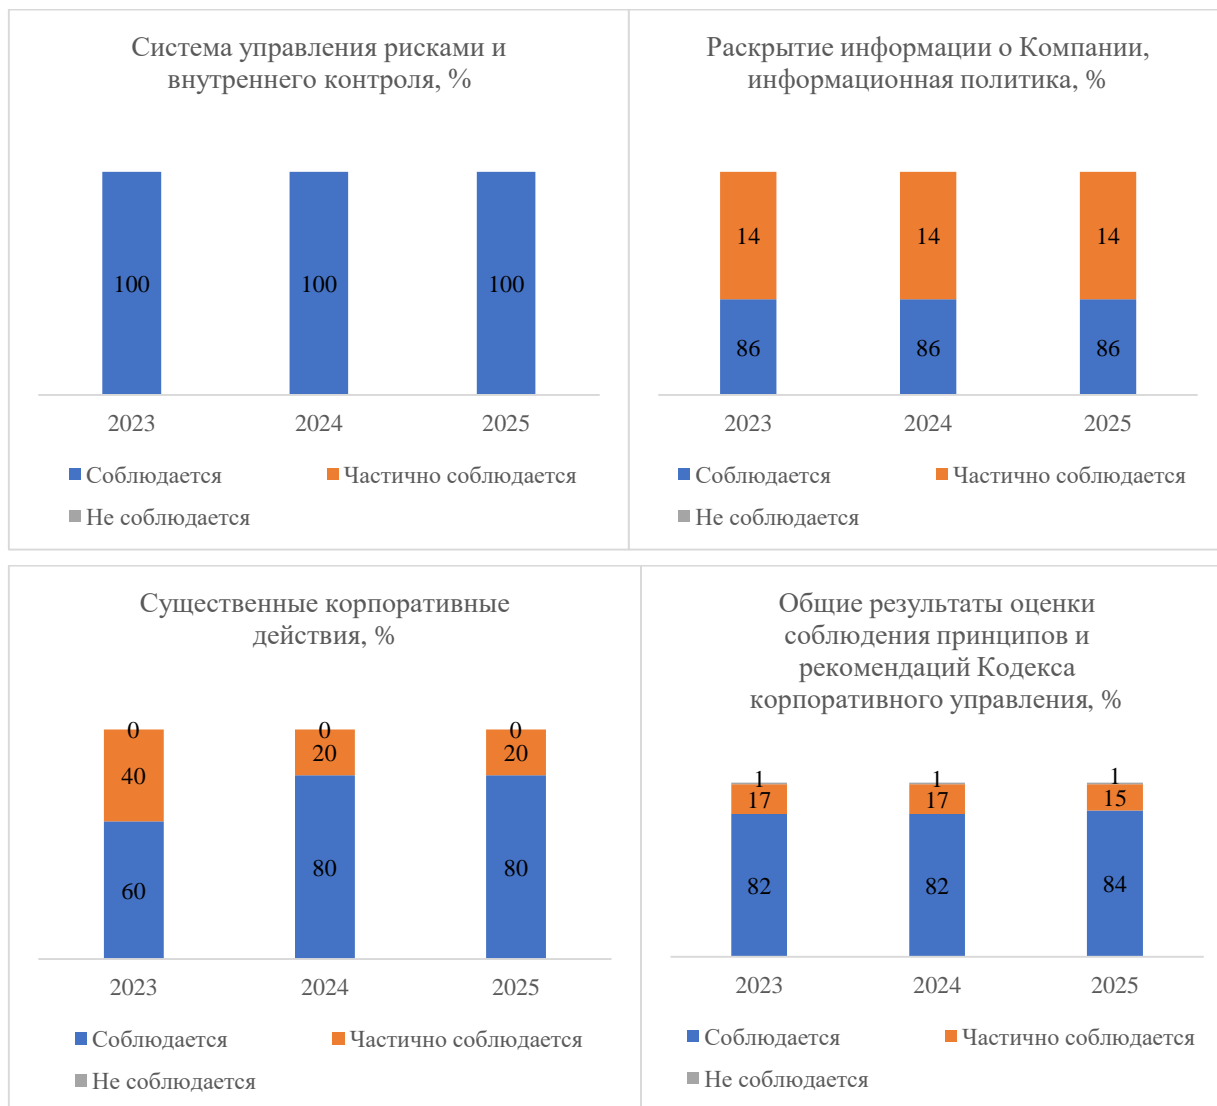 Система управления рисками и
внутреннего контроля, %
100
100
100
2023
2024
2025
Соблюдается
Частично соблюдается
Не соблюдается
Раскрытие информации о Компании,
информационная политика, %
14
14
14
86
86
86
2023
2024
2025
Соблюдается
Частично соблюдается
Не соблюдается
Существенные корпоративные
действия, %
0
0
0
40
20
20
60
80
80
2023
2024
2025
Соблюдается
Частично соблюдается
Не соблюдается
Общие результаты оценки
соблюдения принципов и
рекомендаций Кодекса
корпоративного управления, %
1
1
1
17
17
15
82
82
84
2023
2024
2025
Соблюдается
Частично соблюдается
Не соблюдается